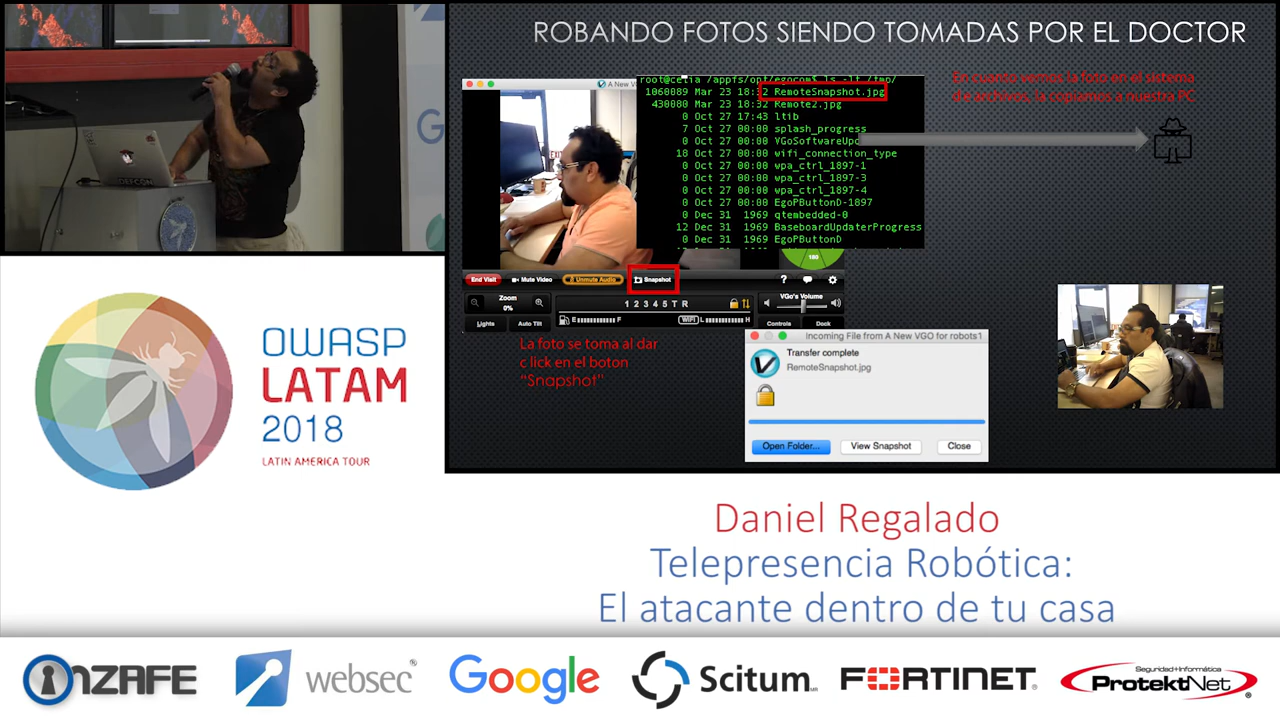 ROBANDO FOTOS SIENDO TOMADAS POR EL DOCTOR
A New VG
root@celia /appfs/opt/egocom$ ls -lt /tmp/
1060089 Mar 23 18:32 RemoteSnapshot.jpg
430080 Mar 23 18:32 Remote2.jpg
0 Oct 27 17:43 ltib
7 Oct 27 00:00 splash_progress
0 Oct 27 00:00 VGoSoftwareUpd
18 Oct 27 00:00 wifi_connection_type
0 Oct 27 00:00 wpa_ctrl_1897-1
0 Oct 27 00:00 wpa_ctrl_1897-3
0 Oct 27 00:00 wpa_ctrl_1897-4
0 Oct 27 00:00 EgoPButtonD-1897
0 Dec 31 1969 qtembedded-0
12 Dec 31 1969 BaseboardUpdaterProgress
0 Dec 31 1969 EgoPButtonD
En cuanto vemos la foto en el sistema
de archivos, la copiamos a nuestra PC
180
End Visit Mute Video Unmute Audio Snapshot ?
Zoom
0%
1 2 3 4 5 T R
VGo's Volume
E F WiFi L H
Lights Auto Tilt Controls Dock
La foto se toma al dar
c lick en el boton
“Snapshot”
Incoming File from A New VGO for robots1
Transfer complete
RemoteSnapshot.jpg
Open Folder... View Snapshot Close
OWASP
LATAM
2018
LATIN AMERICA TOUR
Daniel Regalado
Telepresencia Robótica:
El atacante dentro de tu casa
ONZAFE
websec®
Google
Scitum MR
FORTINET®
Seguridad+Informática
ProtektNet®